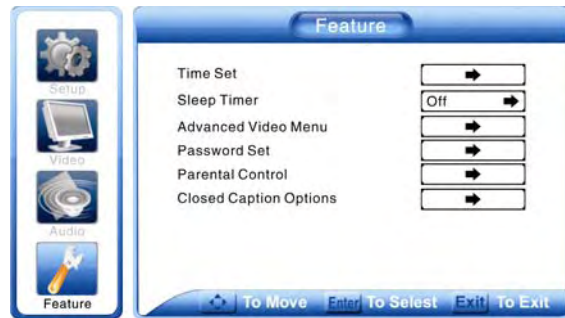 Setup
Video
Audio
Feature
Feature
Time Set
Sleep Timer Off
Advanced Video Menu
Password Set
Parental Control
Closed Caption Options
To Move Enter To Selest Exit To Exit